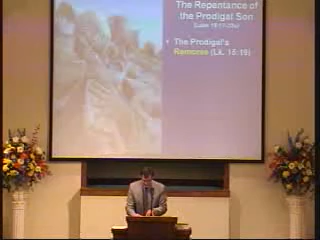 The Repentance of
the Prodigal Son
• The Prodigal's
Remorse (Lk. 15:19)